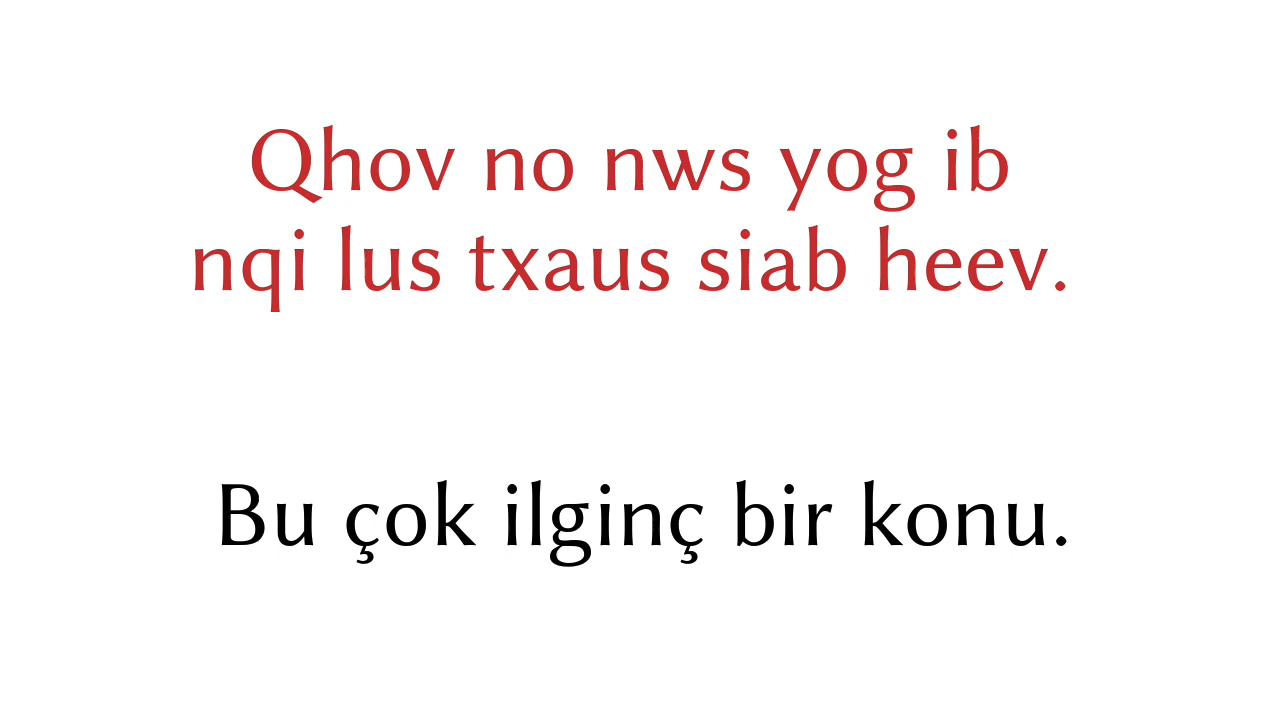 Qhov no nws yog ib
nqi lus txaus siab heev.
Bu çok ilginç bir konu.